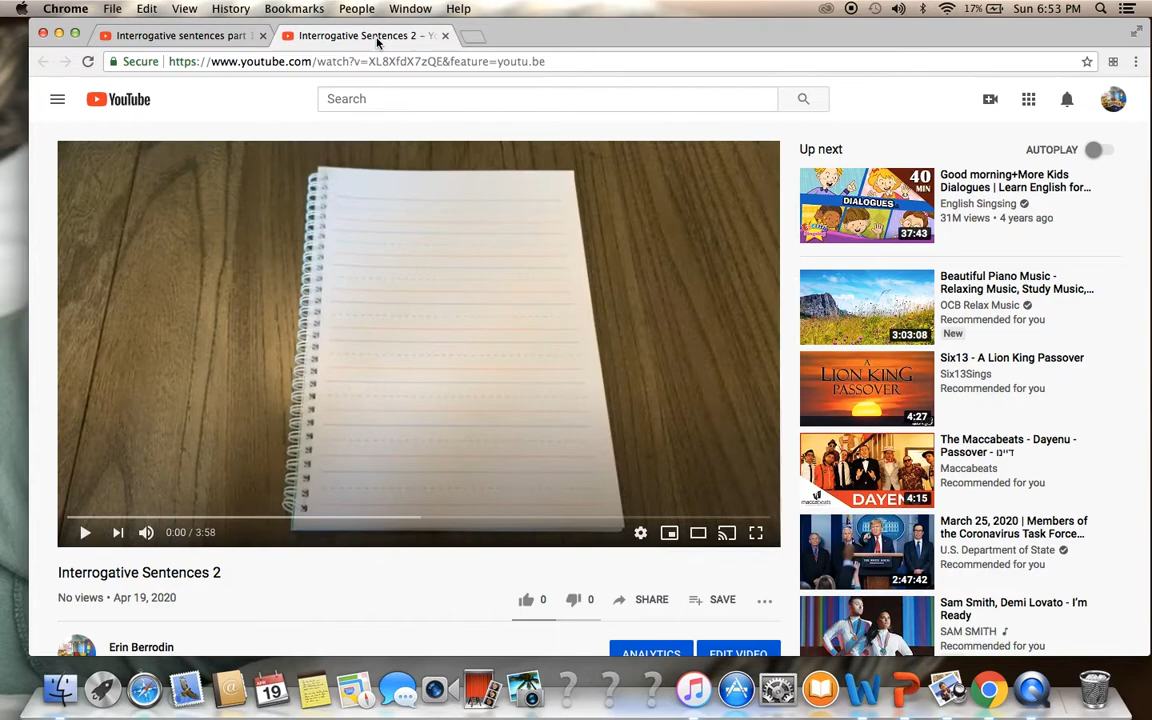 Chrome File Edit View History Bookmarks People Window Help 17% Sun 6:53 PM
Interrogative sentences part Interrogative Sentences 2 – Yo
Secure https://www.youtube.com/watch?v=XL8XfdX7zQE&feature=youtu.be
YouTube
Search
Up next
AUTOPLAY
40
MIN
DIALOGUES
37:43
Good morning+More Kids
Dialogues | Learn English for...
English Singsing
31M views • 4 years ago
3:03:08
Beautiful Piano Music -
Relaxing Music, Study Music,...
OCB Relax Music
Recommended for you
New
A
LION KING
PASSOVER
4:27
Six13 - A Lion King Passover
Six13Sings
Recommended for you
DAYEN
4:15
The Maccabeats - Dayenu -
Passover - דיינו
Maccabeats
Recommended for you
2:47:42
March 25, 2020 | Members of
the Coronavirus Task Force...
U.S. Department of State
Recommended for you
Sam Smith, Demi Lovato - I'm
Ready
SAM SMITH
Recommended for you
0:00 / 3:58
Interrogative Sentences 2
No views • Apr 19, 2020
0 0 SHARE SAVE
Erin Berrodin
ANALYTICS EDIT VIDEO
APR
19